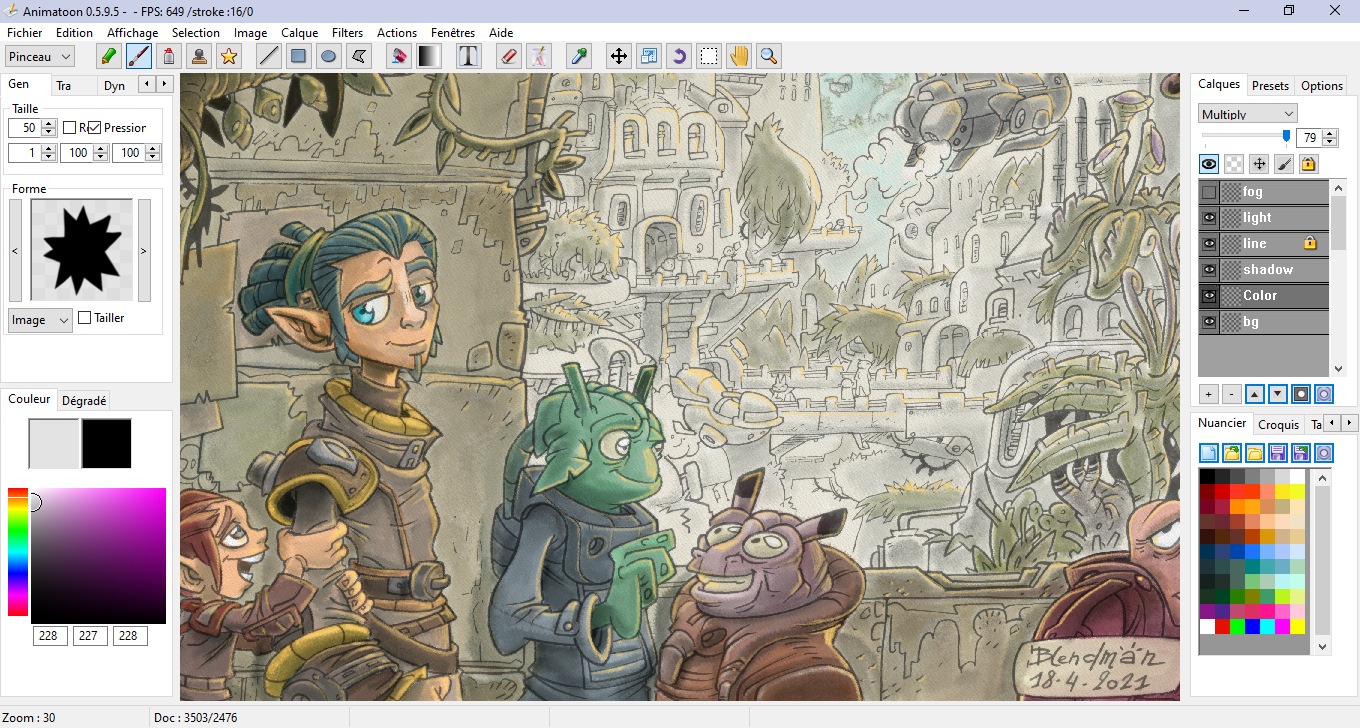 Animatoon 0.5.9.5 - - FPS: 649 /stroke :16/0
Fichier Edition Affichage Selection Image Calque Filters Actions Fenêtres Aide
Pinceau T
Gen Tra Dyn
Taille
50 R Pression
1 100 100
Forme
< >
Image Tailler
Couleur Dégradé
228 227 228
Blendmän
18-4-2021
Calques Presets Options
Multiply
79
fog
light
line
shadow
Color
bg
+ -
Nuancier Croquis Ta
Zoom : 30 Doc : 3503/2476